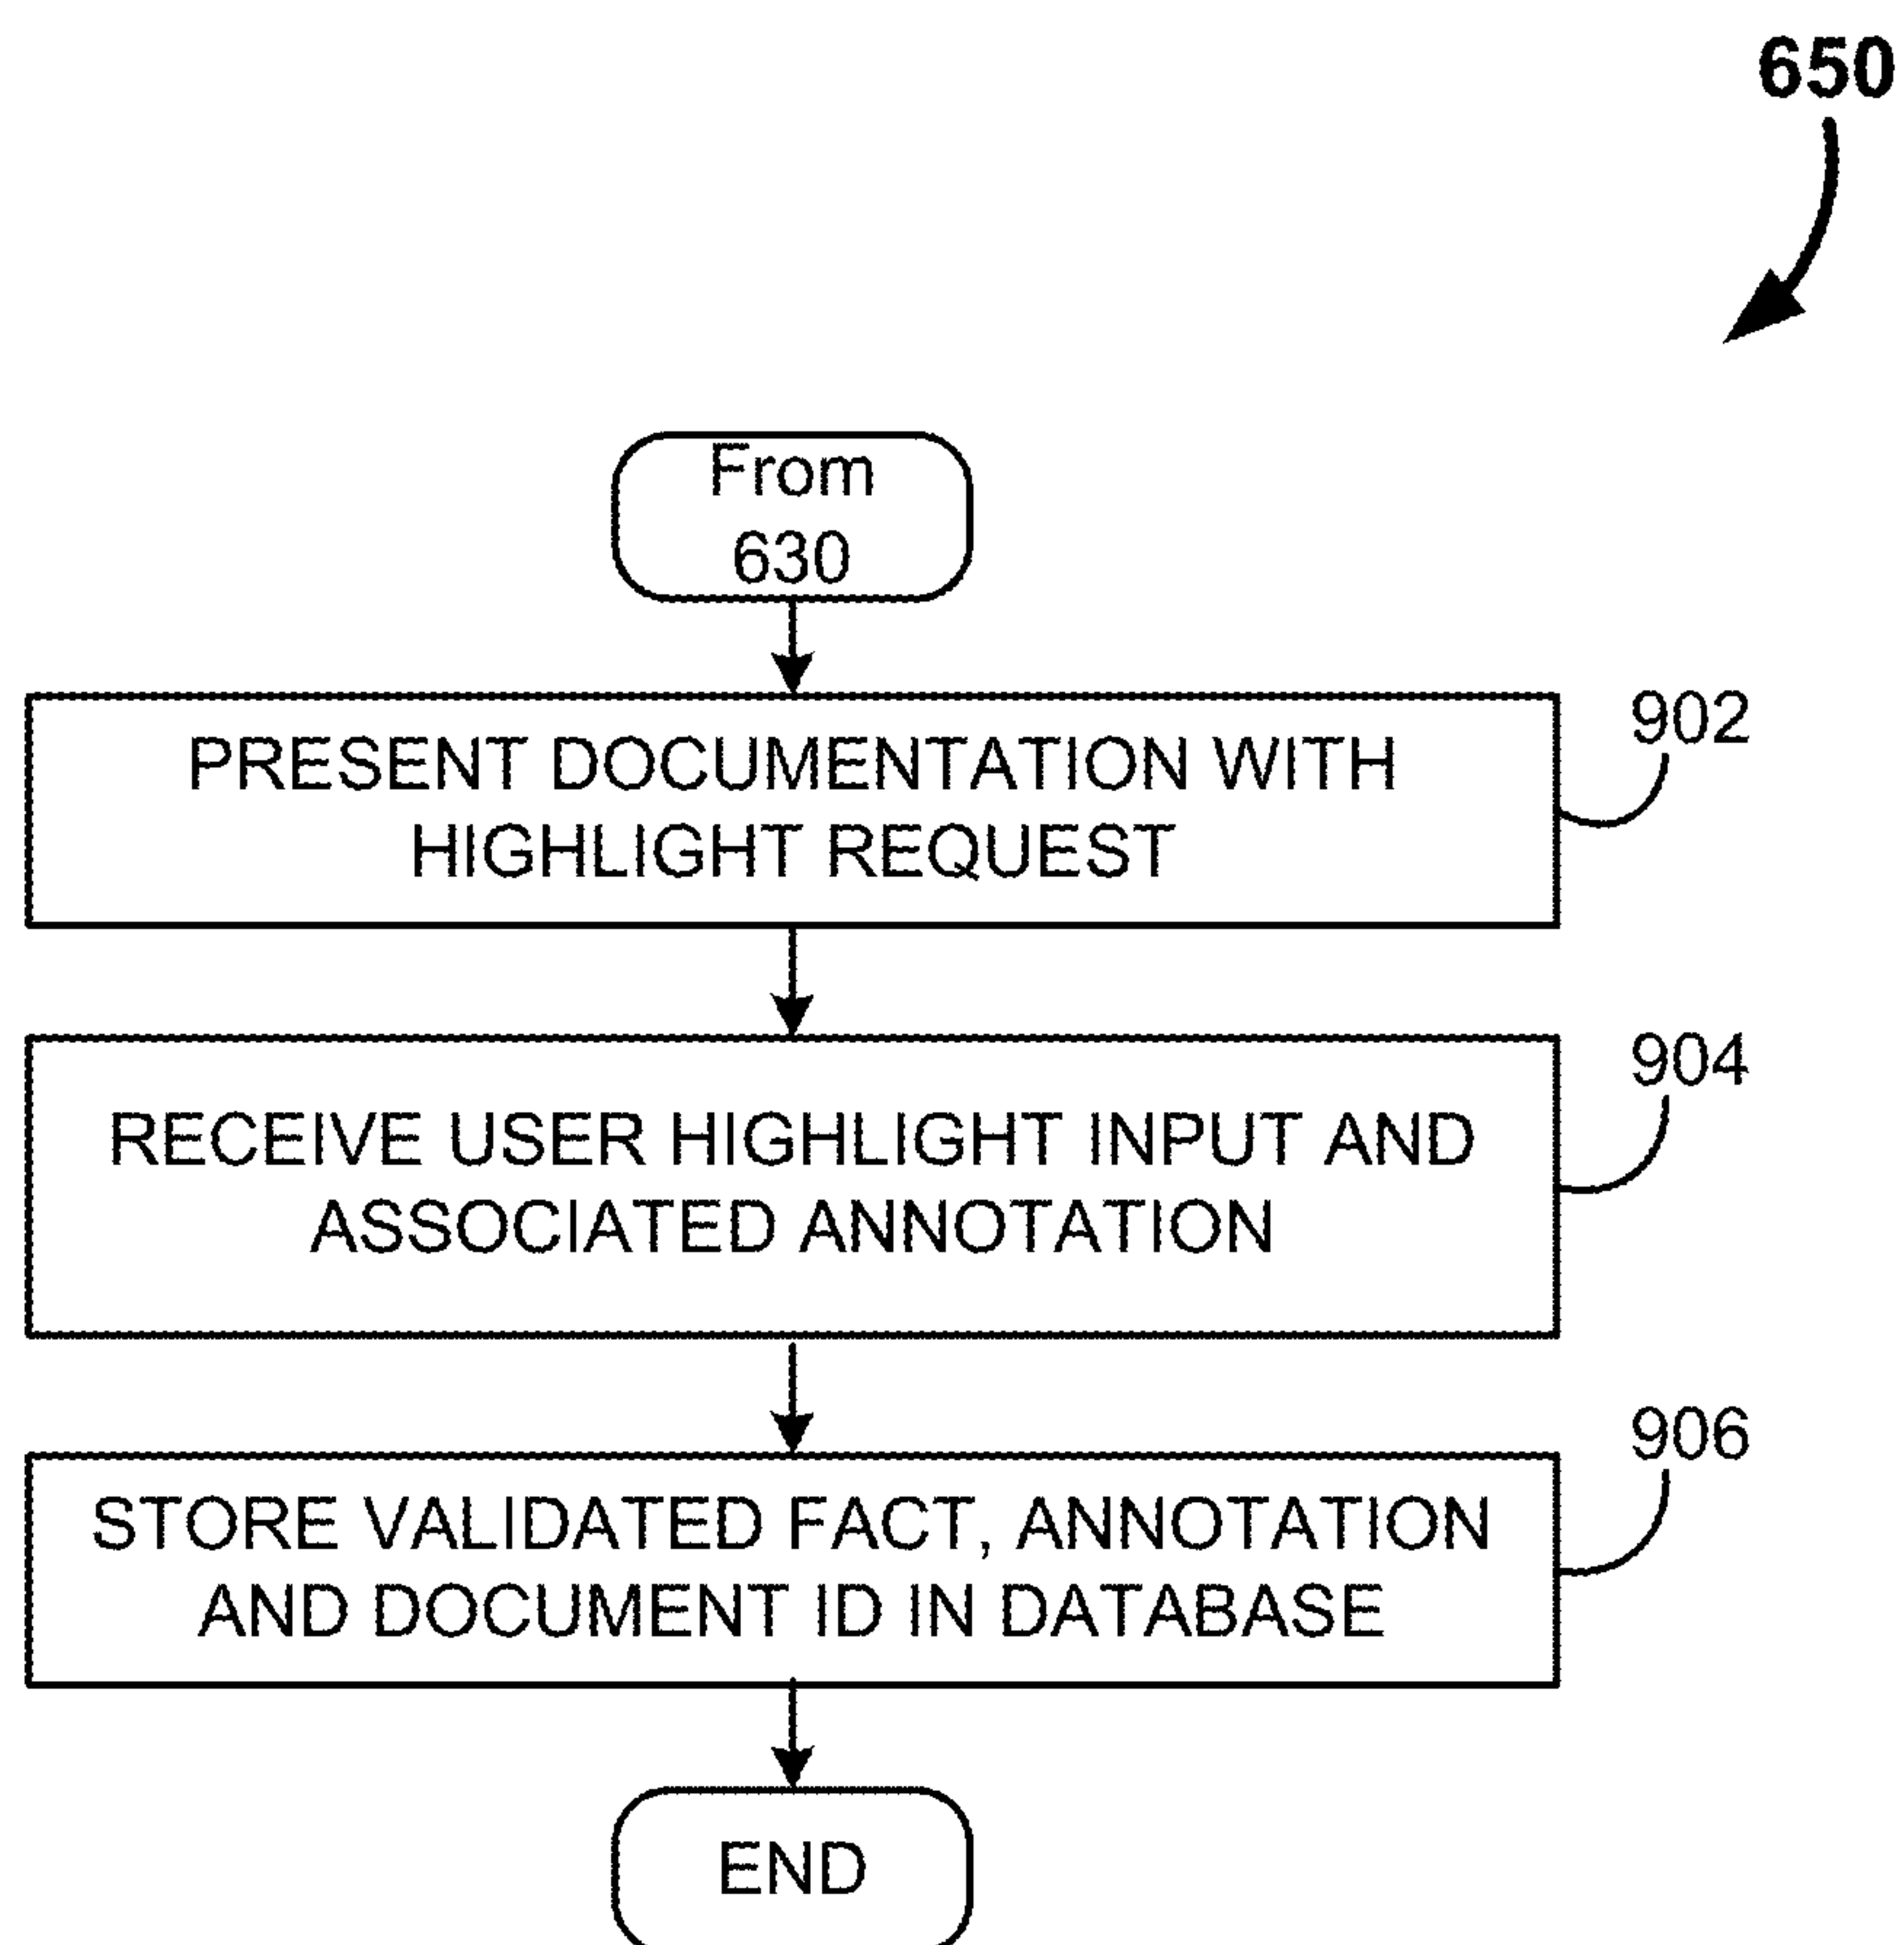 650
From
630
PRESENT DOCUMENTATION WITH
HIGHLIGHT REQUEST
902
RECEIVE USER HIGHLIGHT INPUT AND
ASSOCIATED ANNOTATION
904
STORE VALIDATED FACT, ANNOTATION
AND DOCUMENT ID IN DATABASE
906
END